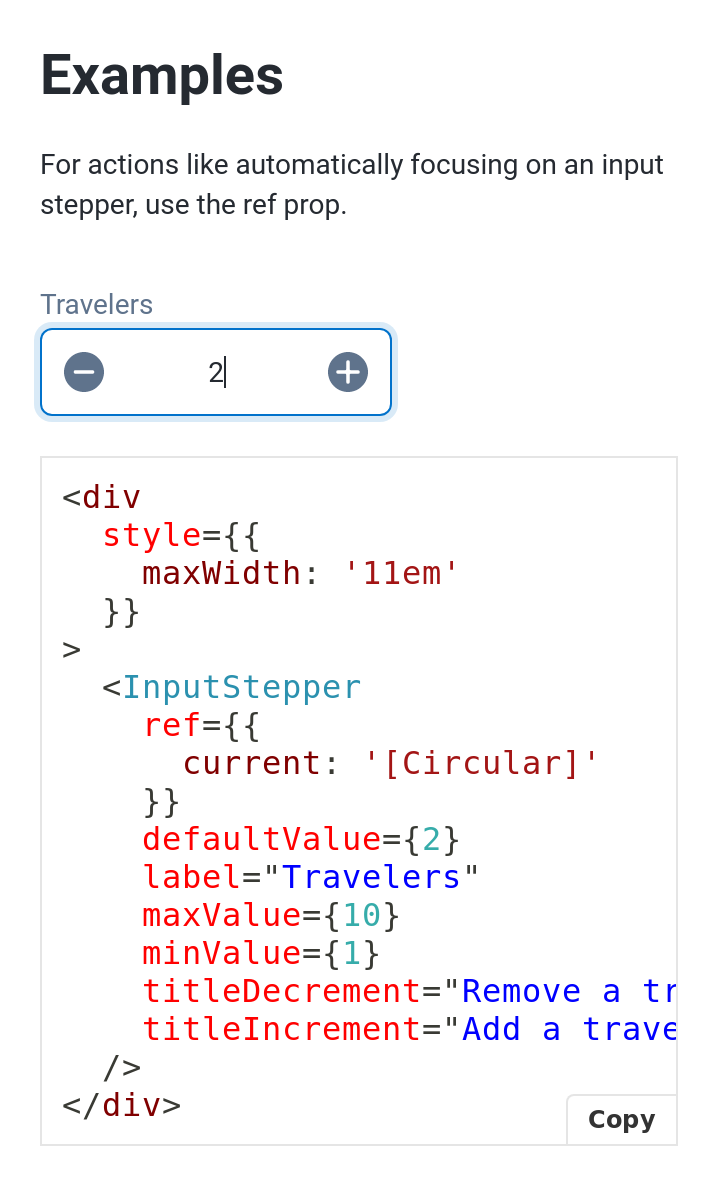 Examples
For actions like automatically focusing on an input
stepper, use the ref prop.
Travelers
2
<div
  style={{
    maxWidth: '11em'
  }}
>
  <InputStepper
    ref={{
      current: '[Circular]'
    }}
    defaultValue={2}
    label="Travelers"
    maxValue={10}
    minValue={1}
    titleDecrement="Remove a tr
    titleIncrement="Add a trave
  />
</div>
Copy